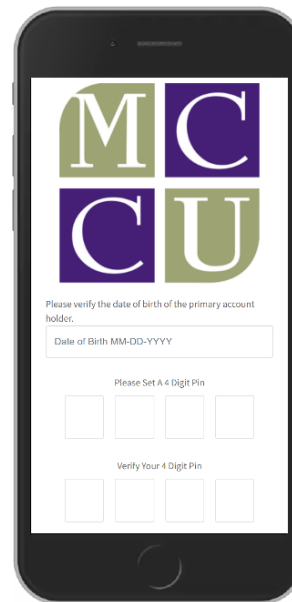 M C
C U
Please verify the date of birth of the primary account
holder.
Date of Birth MM-DD-YYYY
Please Set A 4 Digit Pin
Verify Your 4 Digit Pin